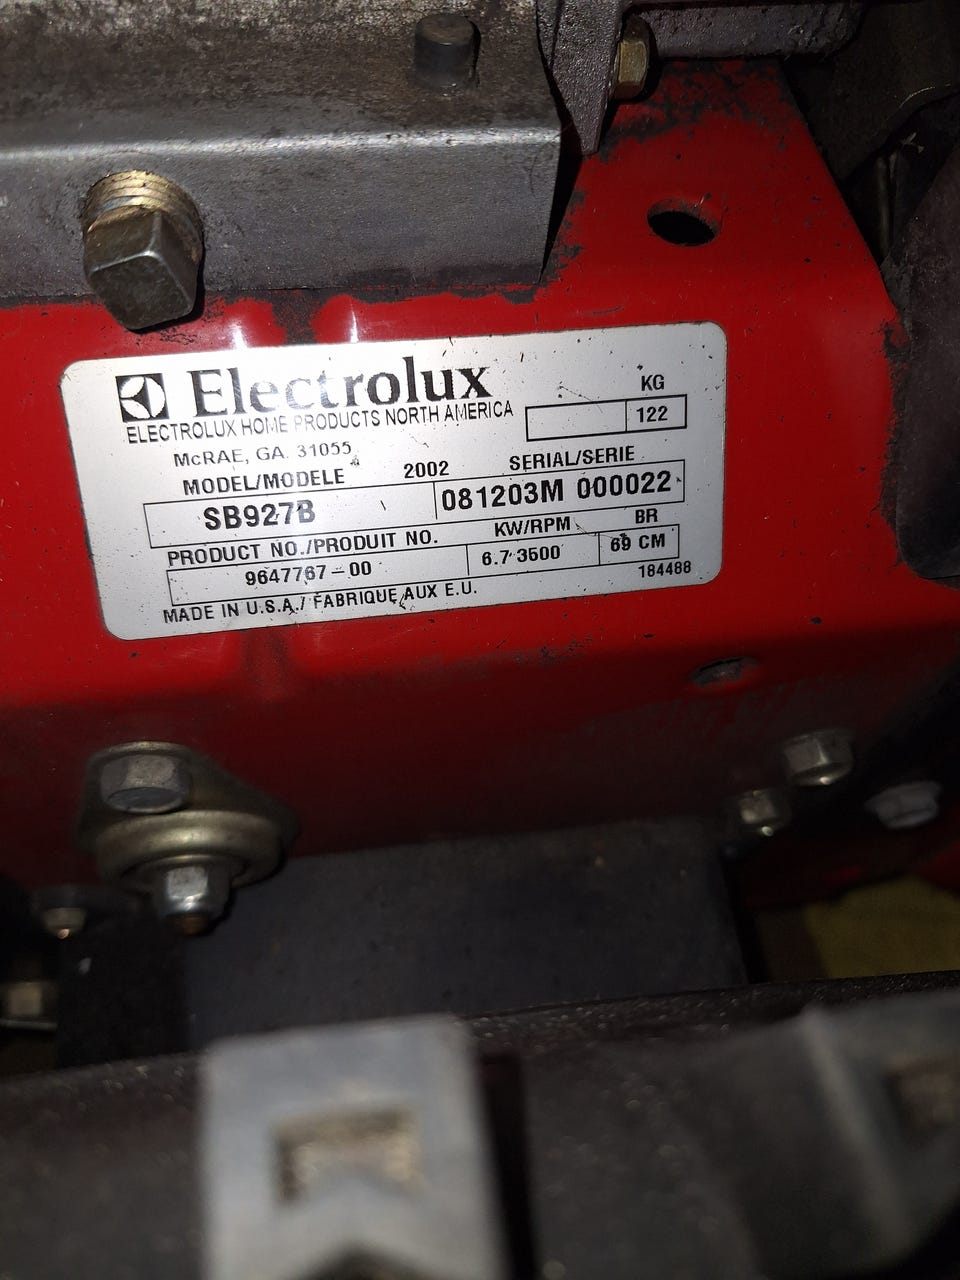 Electrolux
ELECTROLUX HOME PRODUCTS NORTH AMERICA
McRAE, GA. 31055
KG
122
MODEL/MODELE 2002 SERIAL/SERIE
SB927B 081203M 000022
PRODUCT NO./PRODUIT NO. KW/RPM BR
9647767-00 6.7 3500 69 CM
MADE IN U.S.A./ FABRIQUE AUX E.U. 184488